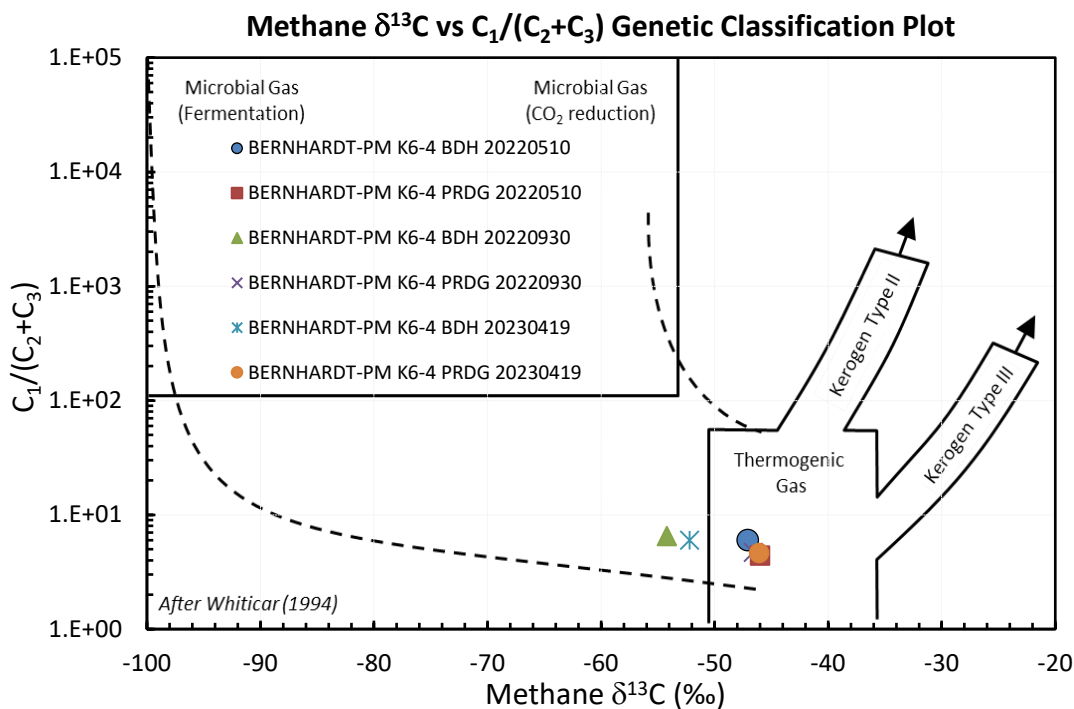 Methane δ¹³C vs C₁/(C₂+C₃) Genetic Classification Plot
1.E+05
1.E+04
1.E+03
1.E+02
1.E+01
1.E+00
C₁/(C₂+C₃)
Microbial Gas
(Fermentation)
Microbial Gas
(CO₂ reduction)
BERNHARDT-PM K6-4 BDH 20220510
BERNHARDT-PM K6-4 PRDG 20220510
BERNHARDT-PM K6-4 BDH 20220930
BERNHARDT-PM K6-4 PRDG 20220930
BERNHARDT-PM K6-4 BDH 20230419
BERNHARDT-PM K6-4 PRDG 20230419
Kerogen Type II
Kerogen Type III
Thermogenic
Gas
After Whiticar (1994)
-100 -90 -80 -70 -60 -50 -40 -30 -20
Methane δ¹³C (‰)